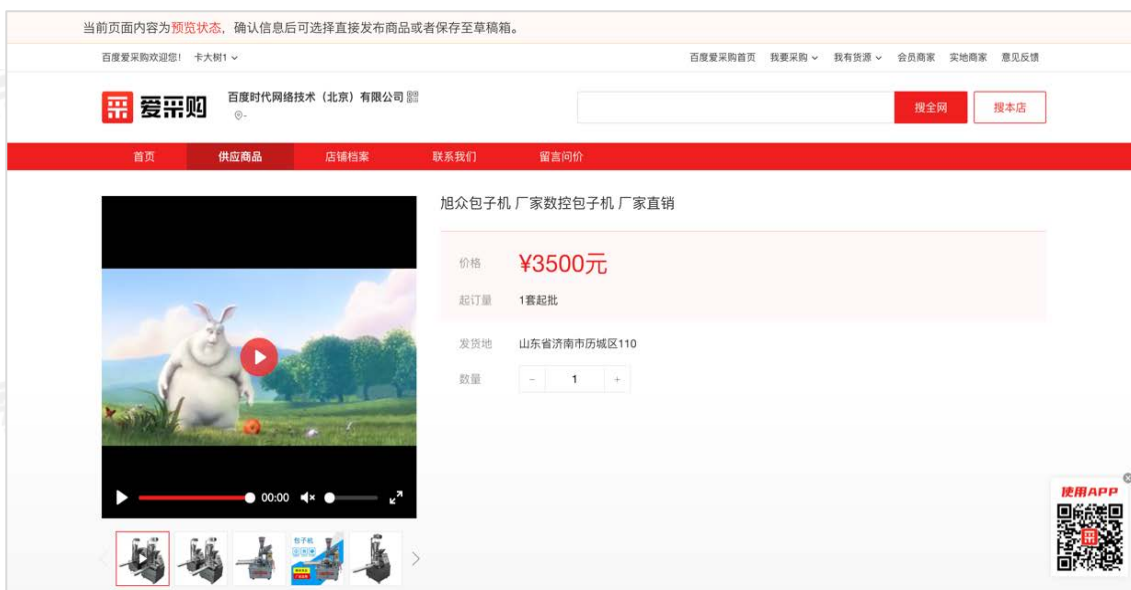 当前页面内容为预览状态，确认信息后可选择直接发布商品或者保存至草稿箱。
百度爱采购欢迎您! 卡大树1 百度爱采购首页 我要采购 我有货源 会员商家 实地商家 意见反馈
采 爱采购 百度时代网络技术（北京）有限公司 搜全网 搜本店
-
首页 供应商品 店铺档案 联系我们 留言问价
旭众包子机 厂家数控包子机 厂家直销
价格 ¥3500元
起订量 1套起批
发货地 山东省济南市历城区110
数量 - 1 +
00:00
使用APP
采
包子机